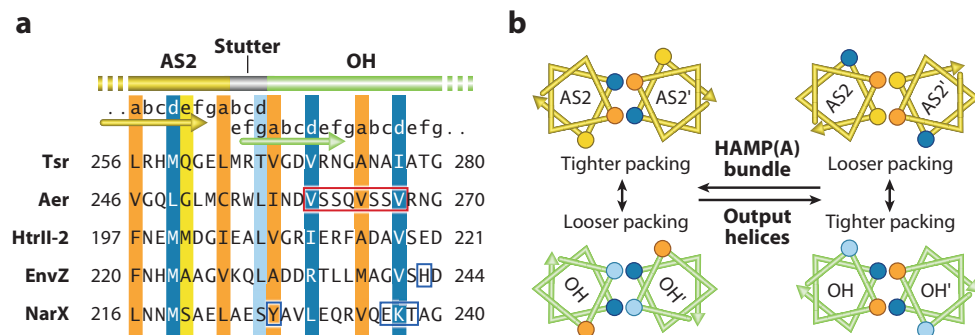 a
Stutter
AS2 OH
. . abcdefgabcd
efgabcdefgabcdefg . .
Tsr 256 LRHMQGELMRTVGDVRNGANAIATG 280
Aer 246 VGQLGLMCRWLINDVSSQVSSVRNG 270
HtrII-2 197 FNEMMDGIEALVGRIERFADAVSED 221
EnvZ 220 FNHMAAGVKQLADDRTLLMAGVSHD 244
NarX 216 LNNMSAELAESYAVLEQRVQEKTAG 240
b
AS2 AS2' AS2 AS2'
Tighter packing HAMP(A) bundle Looser packing
Looser packing Output helices Tighter packing
OH OH' OH OH'